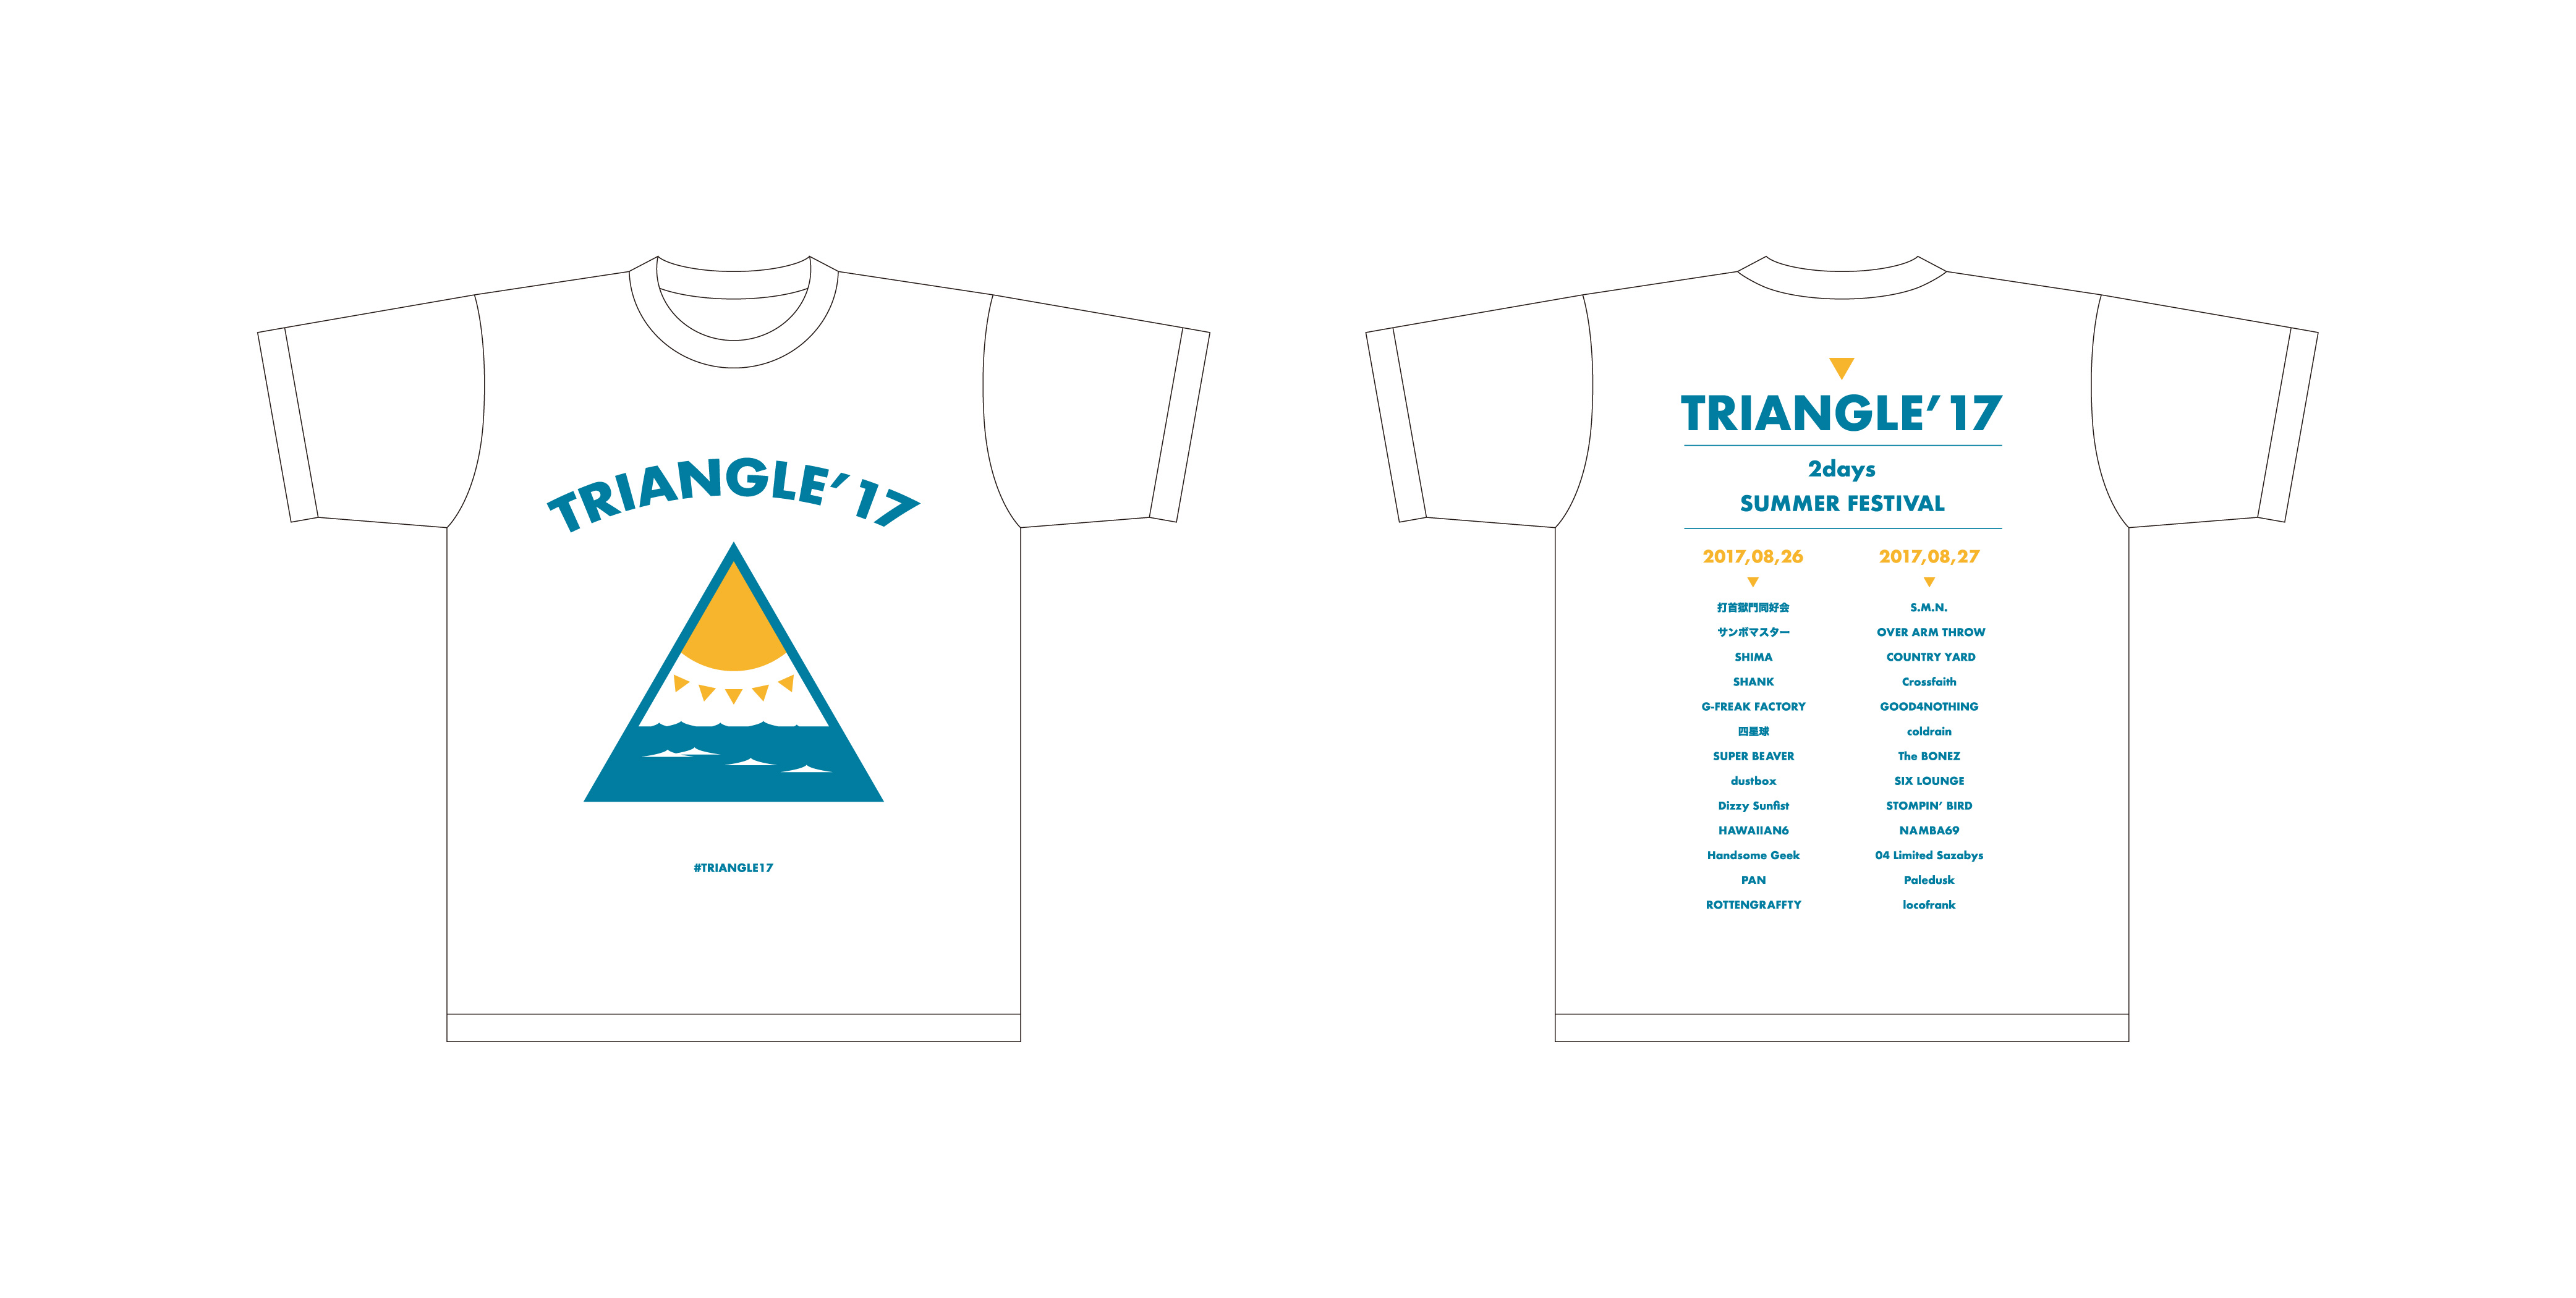 TRIANGLE’17
#TRIANGLE17
TRIANGLE’17
2days
SUMMER FESTIVAL
2017,08,26
打首獄門同好会
サンボマスター
SHIMA
SHANK
G-FREAK FACTORY
四星球
SUPER BEAVER
dustbox
Dizzy Sunfist
HAWAIIAN6
Handsome Geek
PAN
ROTTENGRAFFTY
2017,08,27
S.M.N.
OVER ARM THROW
COUNTRY YARD
Crossfaith
GOOD4NOTHING
coldrain
The BONEZ
SIX LOUNGE
STOMPIN’ BIRD
NAMBA69
04 Limited Sazabys
Paledusk
locofrank